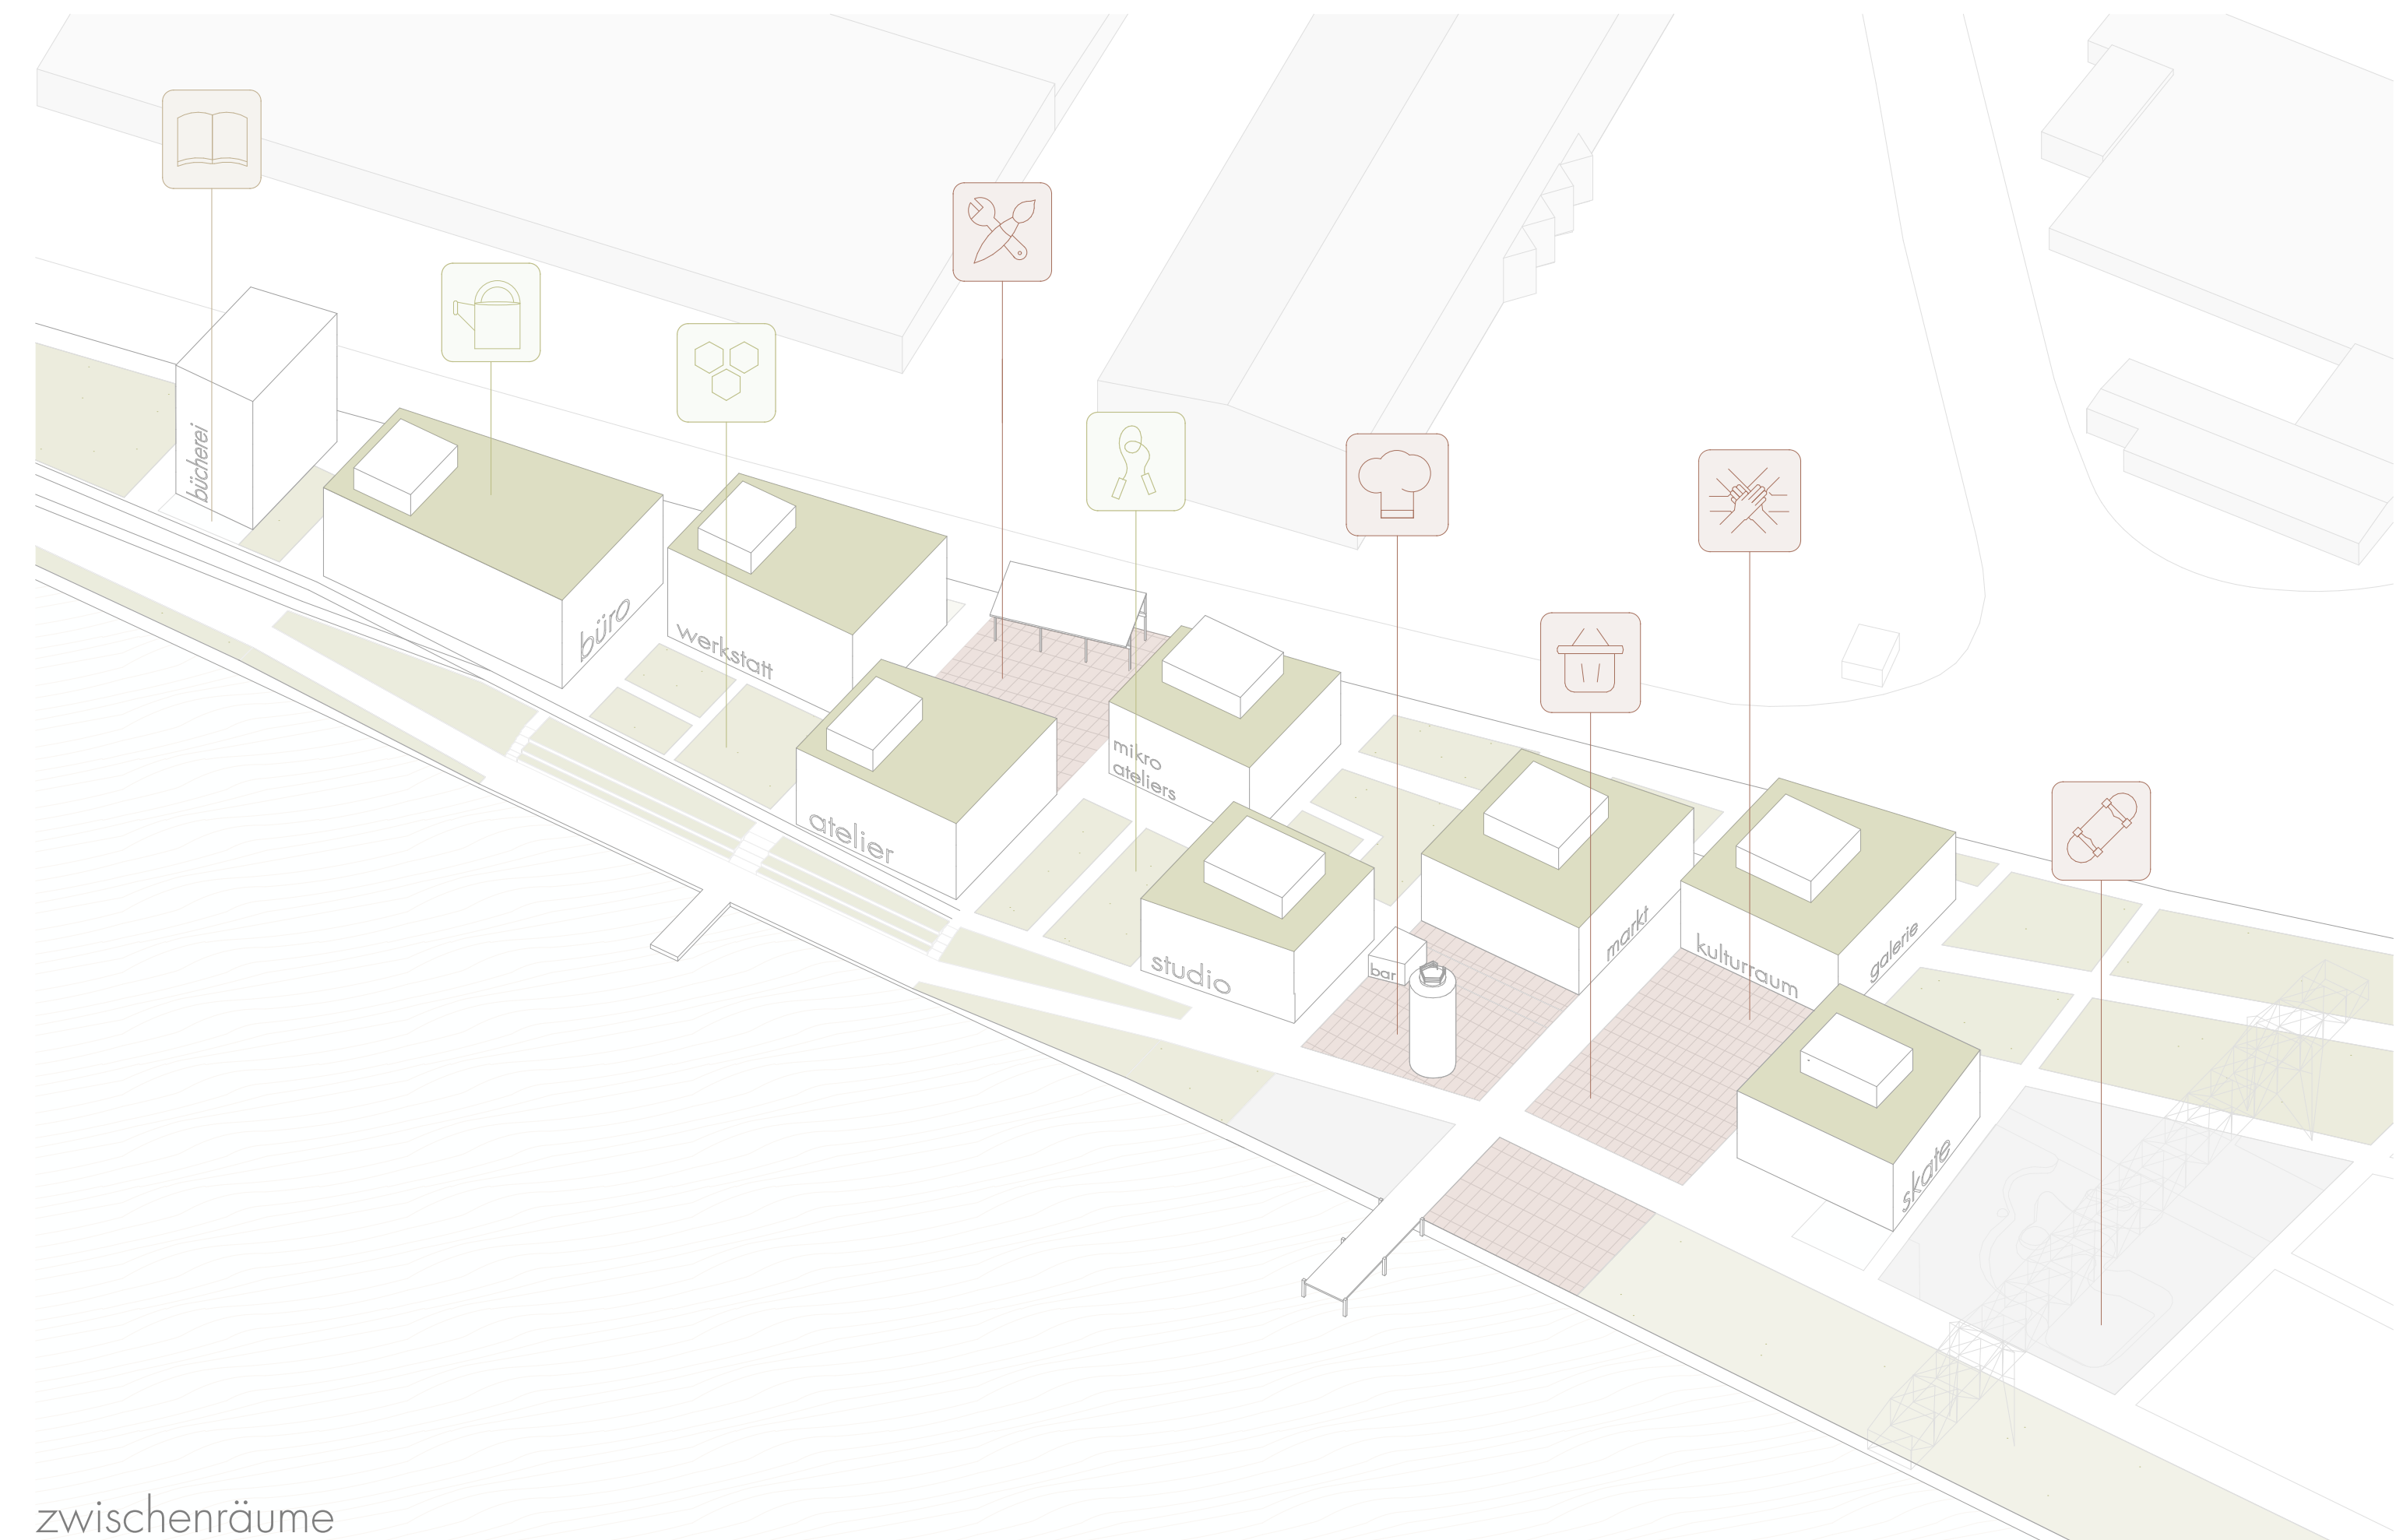 bücherei
büro
werkstatt
atelier
mikro
ateliers
studio
bar
markt
kulturraum
galerie
skate
zwischenräume